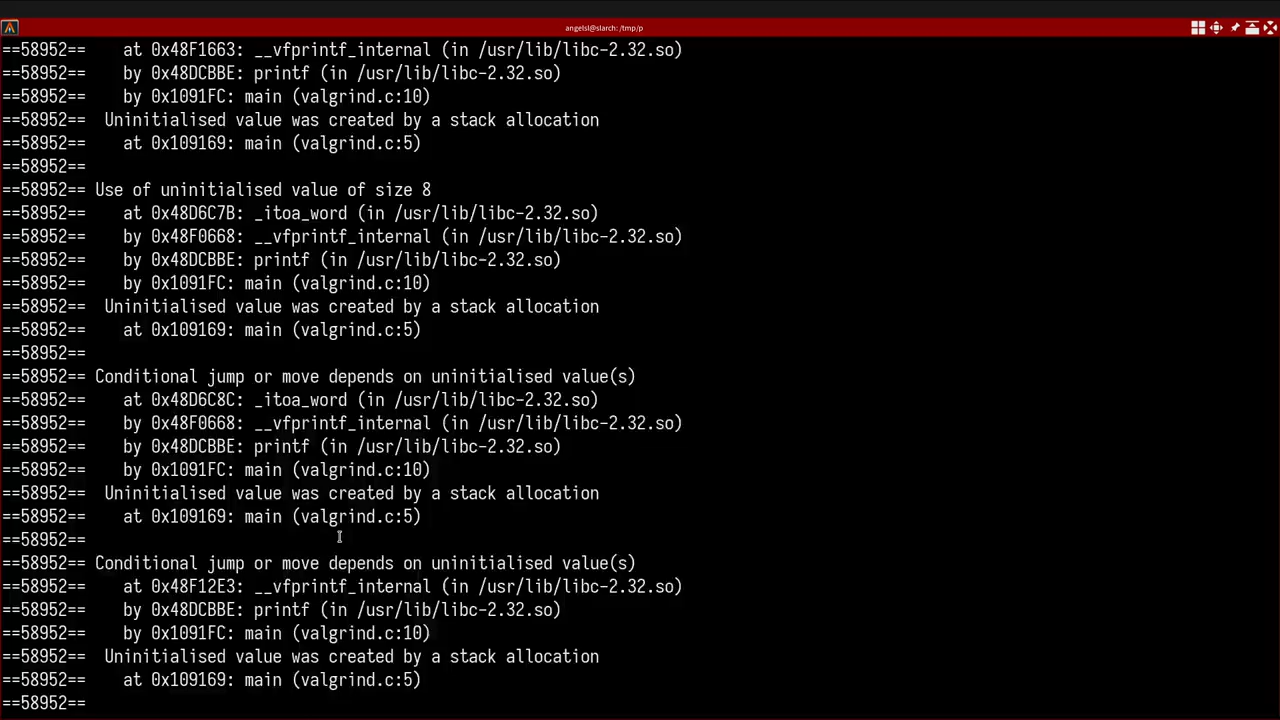 angelsl@slarch: /tmp/p
==58952==    at 0x48F1663: __vfprintf_internal (in /usr/lib/libc-2.32.so)
==58952==    by 0x48DCBBE: printf (in /usr/lib/libc-2.32.so)
==58952==    by 0x1091FC: main (valgrind.c:10)
==58952==  Uninitialised value was created by a stack allocation
==58952==    at 0x109169: main (valgrind.c:5)
==58952==
==58952== Use of uninitialised value of size 8
==58952==    at 0x48D6C7B: _itoa_word (in /usr/lib/libc-2.32.so)
==58952==    by 0x48F0668: __vfprintf_internal (in /usr/lib/libc-2.32.so)
==58952==    by 0x48DCBBE: printf (in /usr/lib/libc-2.32.so)
==58952==    by 0x1091FC: main (valgrind.c:10)
==58952==  Uninitialised value was created by a stack allocation
==58952==    at 0x109169: main (valgrind.c:5)
==58952==
==58952== Conditional jump or move depends on uninitialised value(s)
==58952==    at 0x48D6C8C: _itoa_word (in /usr/lib/libc-2.32.so)
==58952==    by 0x48F0668: __vfprintf_internal (in /usr/lib/libc-2.32.so)
==58952==    by 0x48DCBBE: printf (in /usr/lib/libc-2.32.so)
==58952==    by 0x1091FC: main (valgrind.c:10)
==58952==  Uninitialised value was created by a stack allocation
==58952==    at 0x109169: main (valgrind.c:5)
==58952==
==58952== Conditional jump or move depends on uninitialised value(s)
==58952==    at 0x48F12E3: __vfprintf_internal (in /usr/lib/libc-2.32.so)
==58952==    by 0x48DCBBE: printf (in /usr/lib/libc-2.32.so)
==58952==    by 0x1091FC: main (valgrind.c:10)
==58952==  Uninitialised value was created by a stack allocation
==58952==    at 0x109169: main (valgrind.c:5)
==58952==